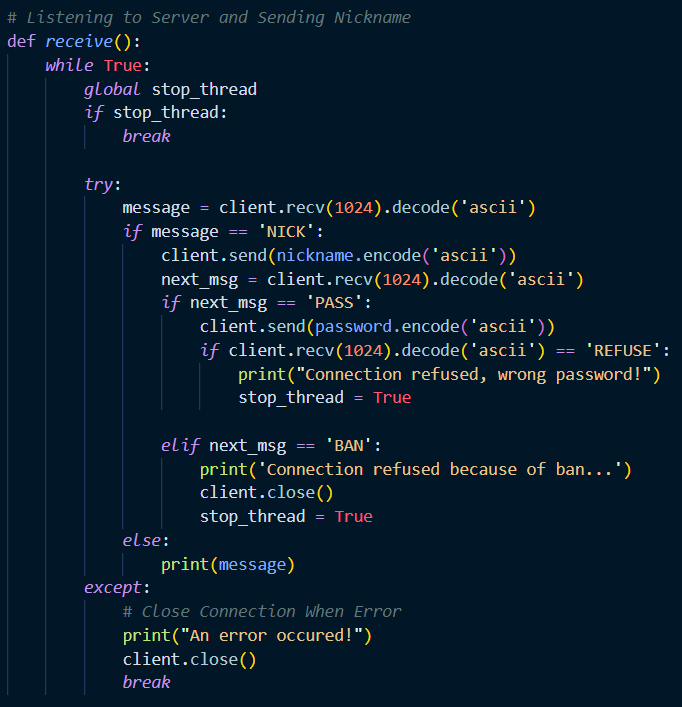 # Listening to Server and Sending Nickname
def receive():
    while True:
        global stop_thread
        if stop_thread:
            break

        try:
            message = client.recv(1024).decode('ascii')
            if message == 'NICK':
                client.send(nickname.encode('ascii'))
                next_msg = client.recv(1024).decode('ascii')
                if next_msg == 'PASS':
                    client.send(password.encode('ascii'))
                    if client.recv(1024).decode('ascii') == 'REFUSE':
                        print("Connection refused, wrong password!")
                        stop_thread = True

                elif next_msg == 'BAN':
                    print('Connection refused because of ban...')
                    client.close()
                    stop_thread = True
            else:
                print(message)
        except:
            # Close Connection When Error
            print("An error occured!")
            client.close()
            break